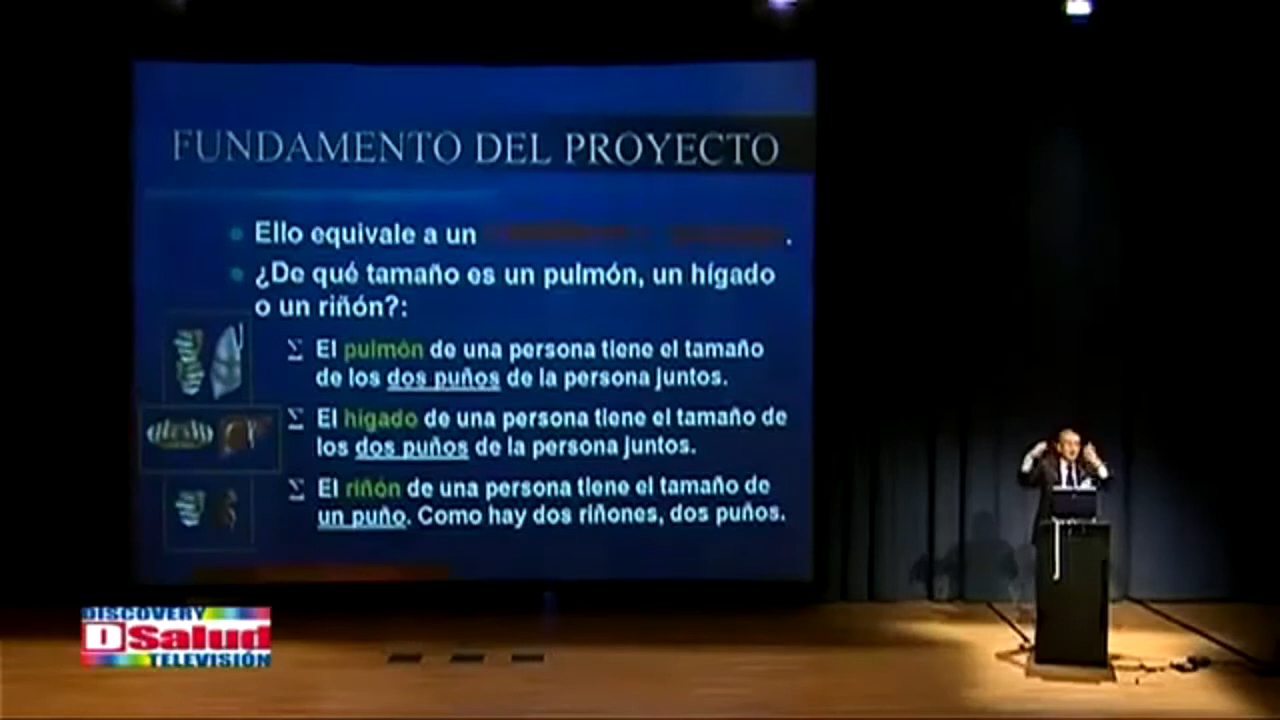 FUNDAMENTO DEL PROYECTO
Ello equivale a un .
¿De qué tamaño es un pulmón, un hígado
o un riñón?:
Σ El pulmón de una persona tiene el tamaño
de los dos puños de la persona juntos.
Σ El hígado de una persona tiene el tamaño de
los dos puños de la persona juntos.
Σ El riñón de una persona tiene el tamaño de
un puño. Como hay dos riñones, dos puños.
DISCOVERY
DSalud
TELEVISIÓN